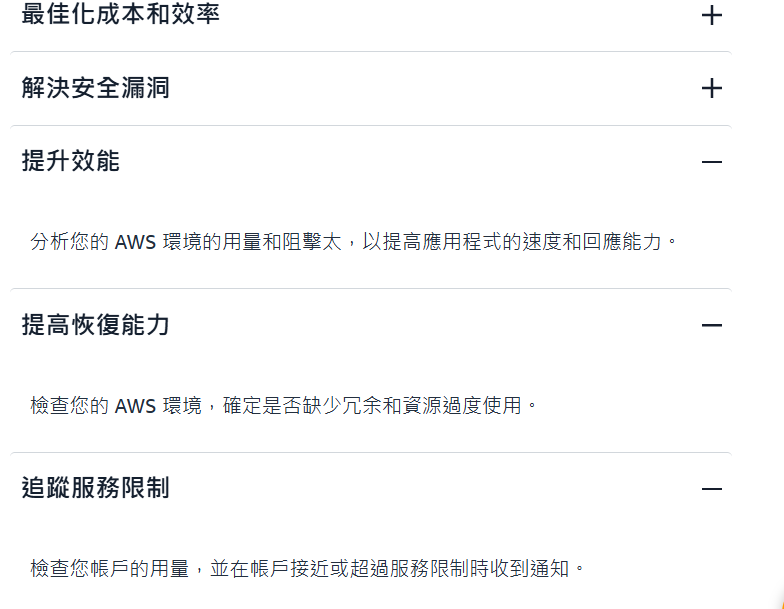 最佳化成本和效率
解決安全漏洞
提升效能
分析您的 AWS 環境的用量和阻擊太，以提高應用程式的速度和回應能力。
提高恢復能力
檢查您的 AWS 環境，確定是否缺少冗余和資源過度使用。
追蹤服務限制
檢查您帳戶的用量，並在帳戶接近或超過服務限制時收到通知。